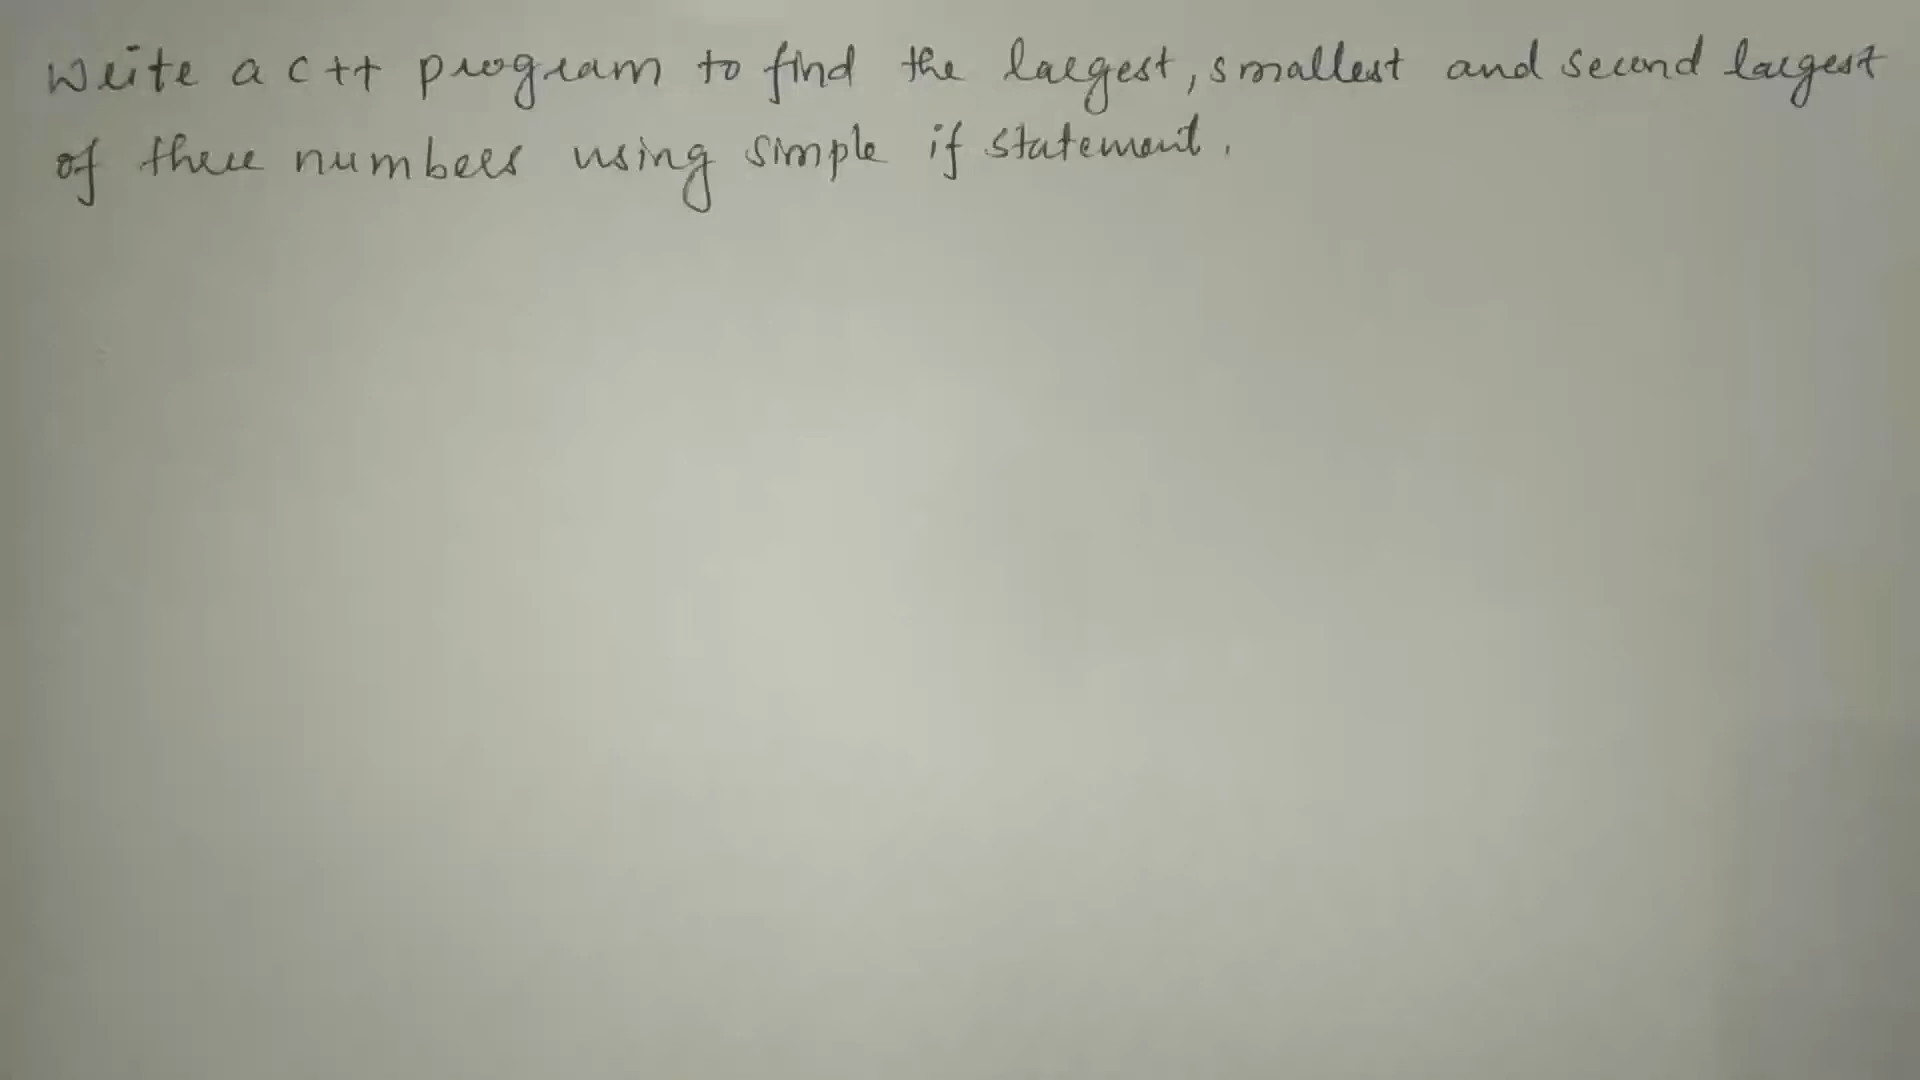 Write a c++ program to find the largest, smallest and second largest
of three numbers using simple if statement.